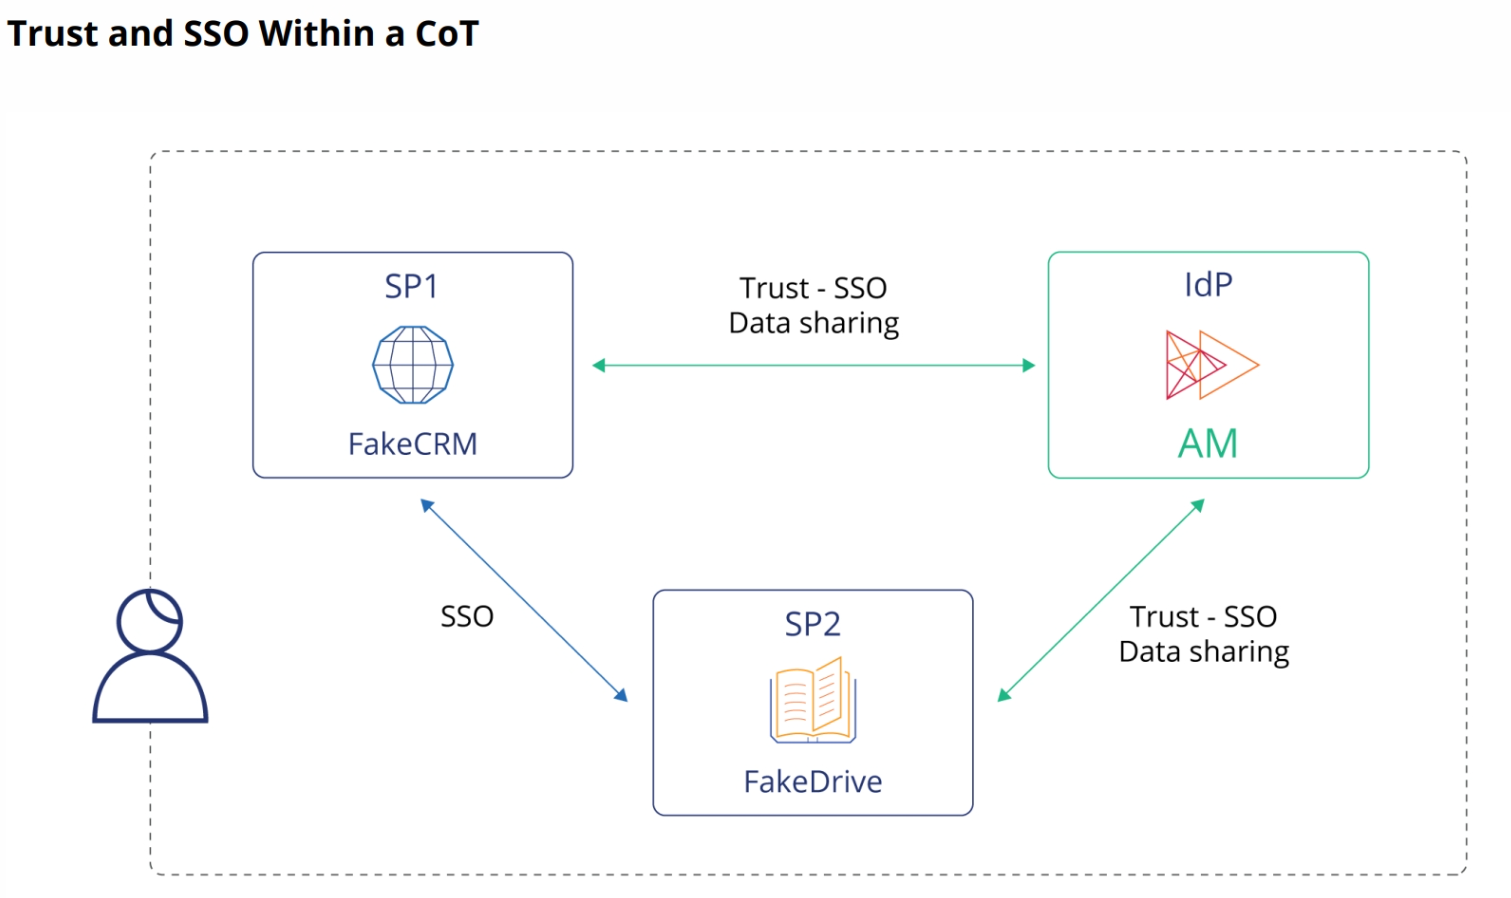 Trust and SSO Within a CoT
SP1
FakeCRM
Trust - SSO
Data sharing
IdP
AM
SSO
SP2
FakeDrive
Trust - SSO
Data sharing